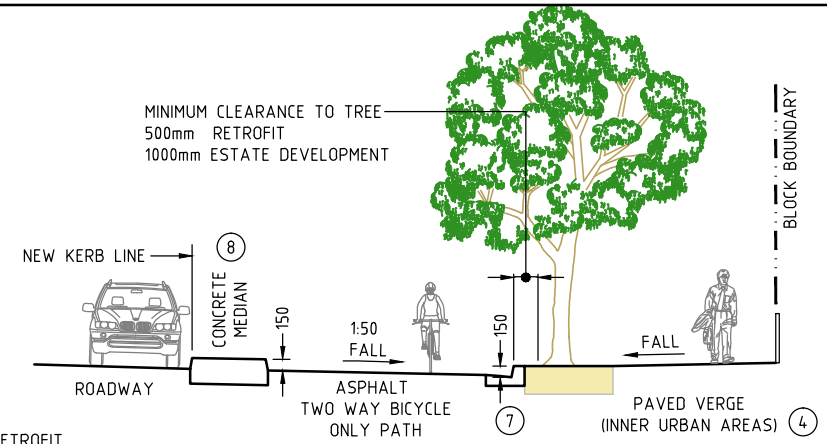 MINIMUM CLEARANCE TO TREE
500mm RETROFIT
1000mm ESTATE DEVELOPMENT
BLOCK BOUNDARY
NEW KERB LINE
8
CONCRETE
MEDIAN
150
1:50
FALL
150
FALL
ROADWAY
ASPHALT
TWO WAY BICYCLE
ONLY PATH
7
PAVED VERGE
(INNER URBAN AREAS)
4
ETROFIT